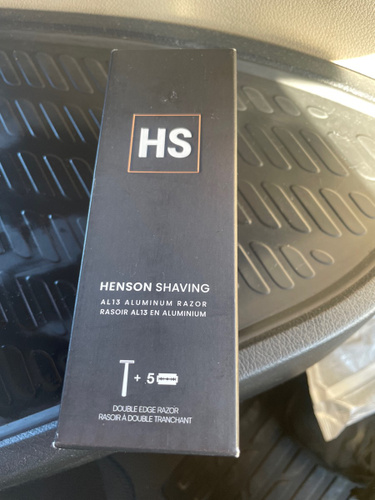 HS
HENSON SHAVING
AL13 ALUMINUM RAZOR
RASOIR AL13 EN ALUMINIUM
+ 5
DOUBLE EDGE RAZOR
RASOIR À DOUBLE TRANCHANT